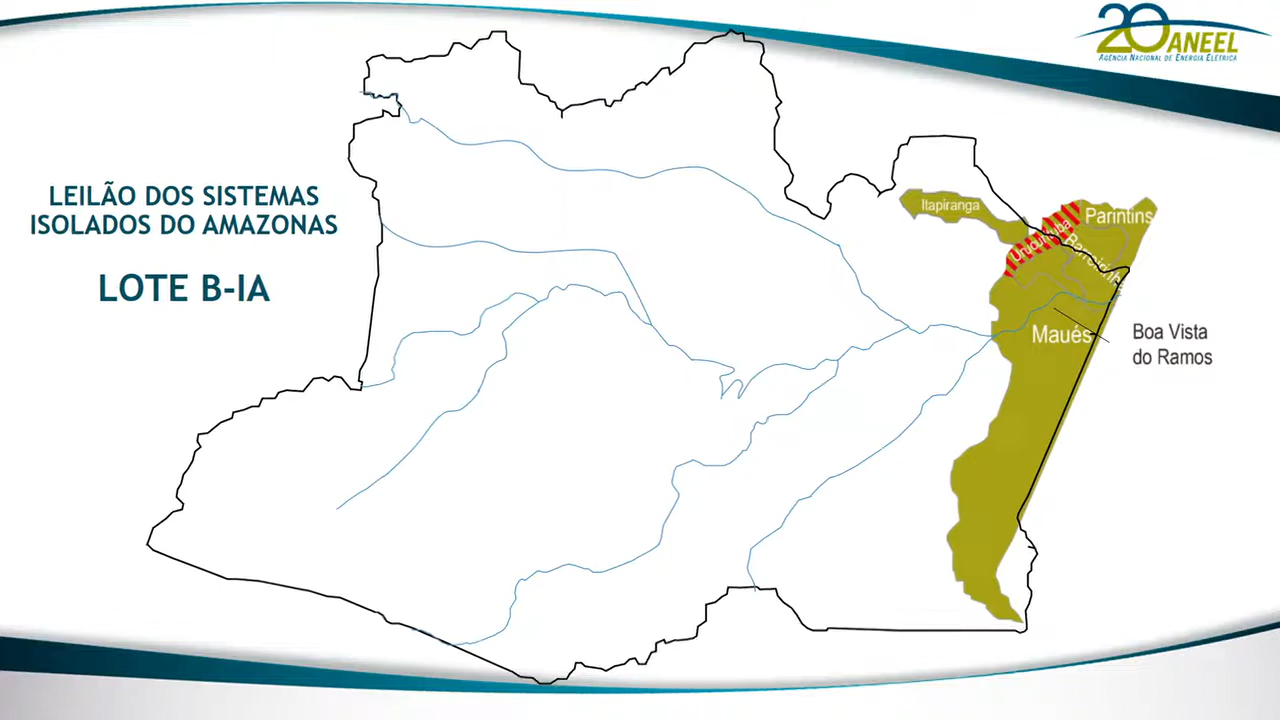 20 ANEEL
AGÊNCIA NACIONAL DE ENERGIA ELÉTRICA
LEILÃO DOS SISTEMAS
ISOLADOS DO AMAZONAS
LOTE B-IA
Itapiranga
Parintins
Urucurituba
Barreirinha
Maués
Boa Vista
do Ramos